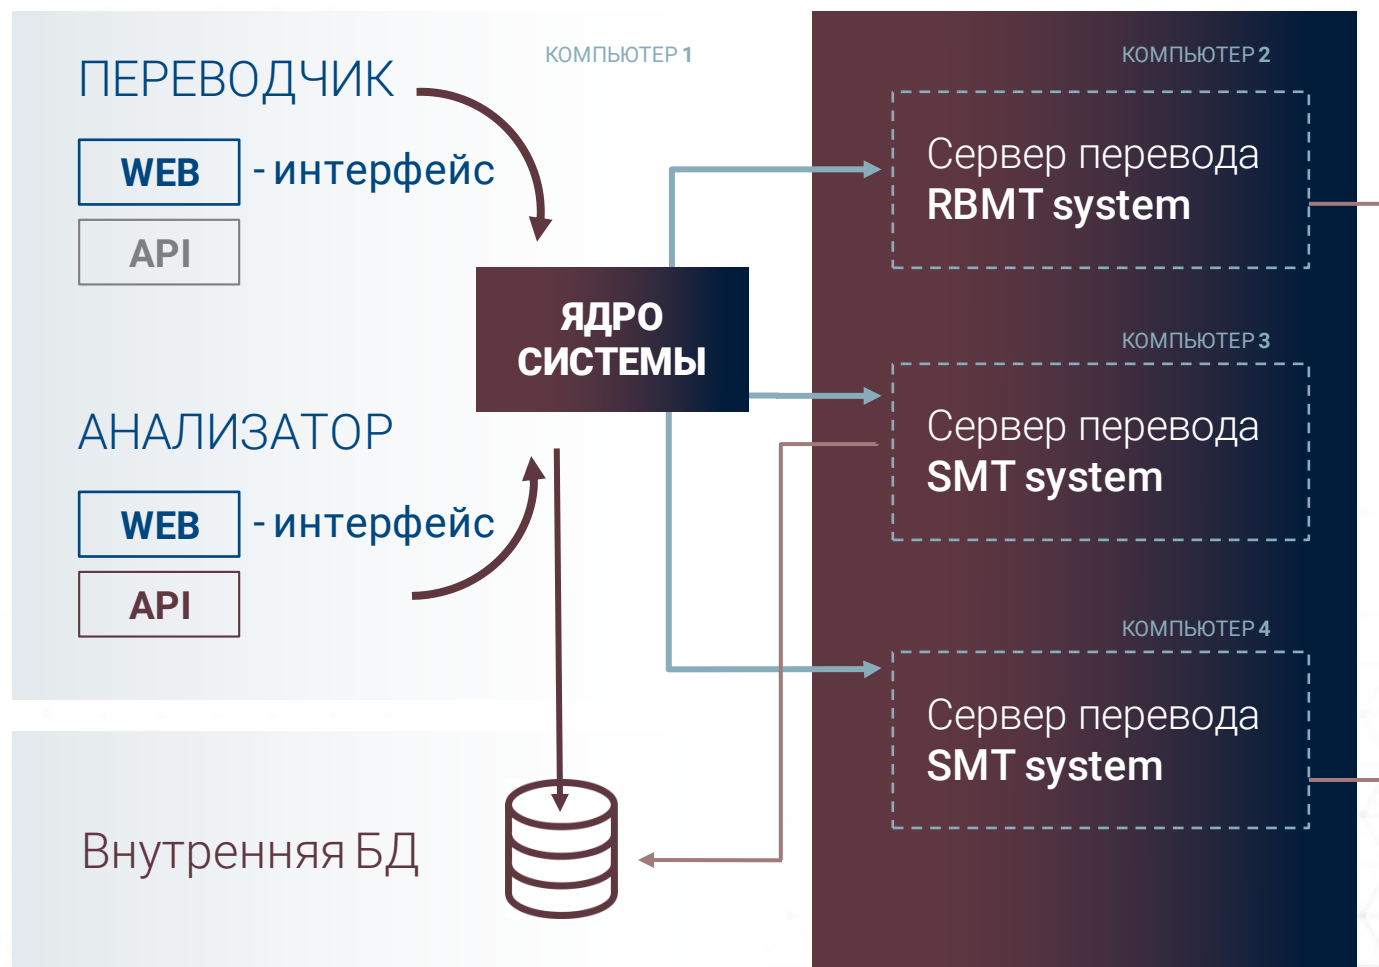 КОМПЬЮТЕР 1
ПЕРЕВОДЧИК
WEB - интерфейс
API
ЯДРО
СИСТЕМЫ
АНАЛИЗАТОР
WEB - интерфейс
API
Внутренняя БД
КОМПЬЮТЕР 2
Сервер перевода
RBMT system
КОМПЬЮТЕР 3
Сервер перевода
SMT system
КОМПЬЮТЕР 4
Сервер перевода
SMT system